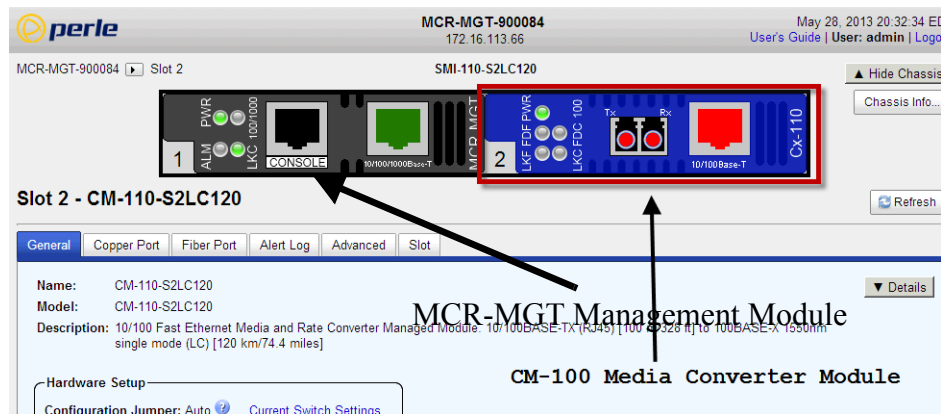 perle
MCR-MGT-900084
172.16.113.66
May 28, 2013 20:32:34 ED
User's Guide | User: admin | Logo
MCR-MGT-900084 Slot 2
SMI-110-S2LC120
Hide Chassis
Chassis Info...
1
ALM PWR
LKC 100/1000
CONSOLE
10/100/1000Base-T
MCR-MGT
2
LKF FDF PWR
LKC FDC 100
Tx Rx
10/100Base-T
Cx-110
Slot 2 - CM-110-S2LC120
Refresh
General Copper Port Fiber Port Alert Log Advanced Slot
Name: CM-110-S2LC120
Details
Model: CM-110-S2LC120
MCR-MGT Management Module
Description: 10/100 Fast Ethernet Media and Rate Converter Managed Module: 10/100BASE-TX (RJ45) [100 328 ft] to 100BASE-X 1550nm
single mode (LC) [120 km/74.4 miles]
CM-100 Media Converter Module
Hardware Setup
Configuration Jumper: Auto Current Switch Settings